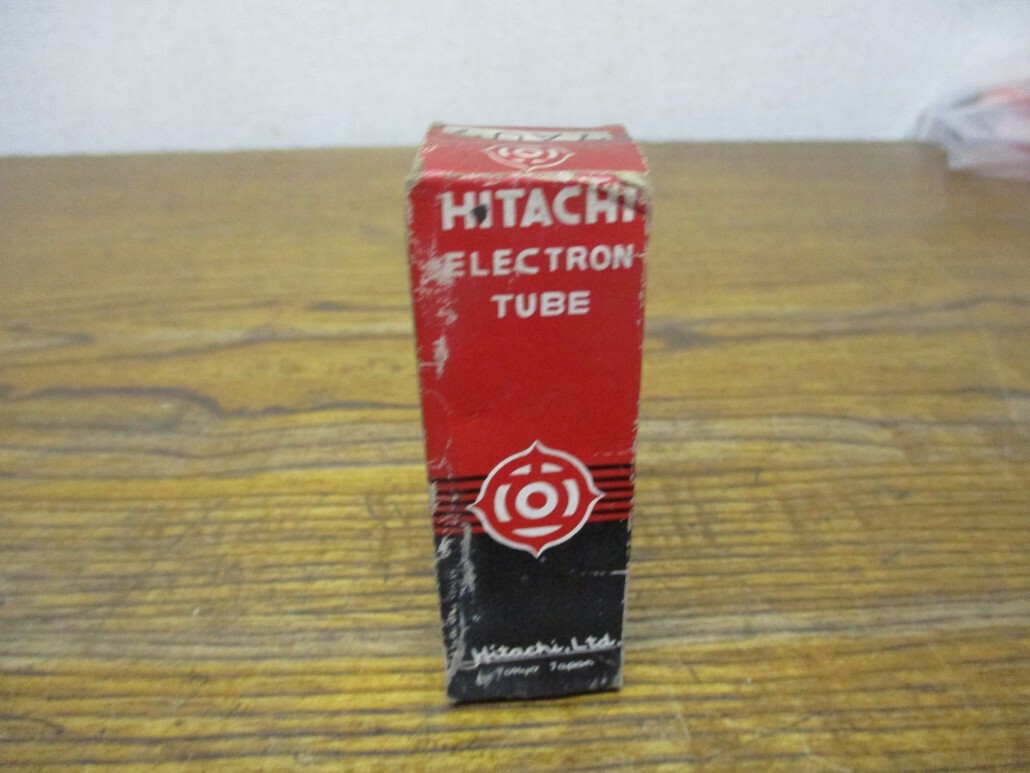 HITACHI
ELECTRON
TUBE
Hitachi, Ltd.
Tokyo Japan